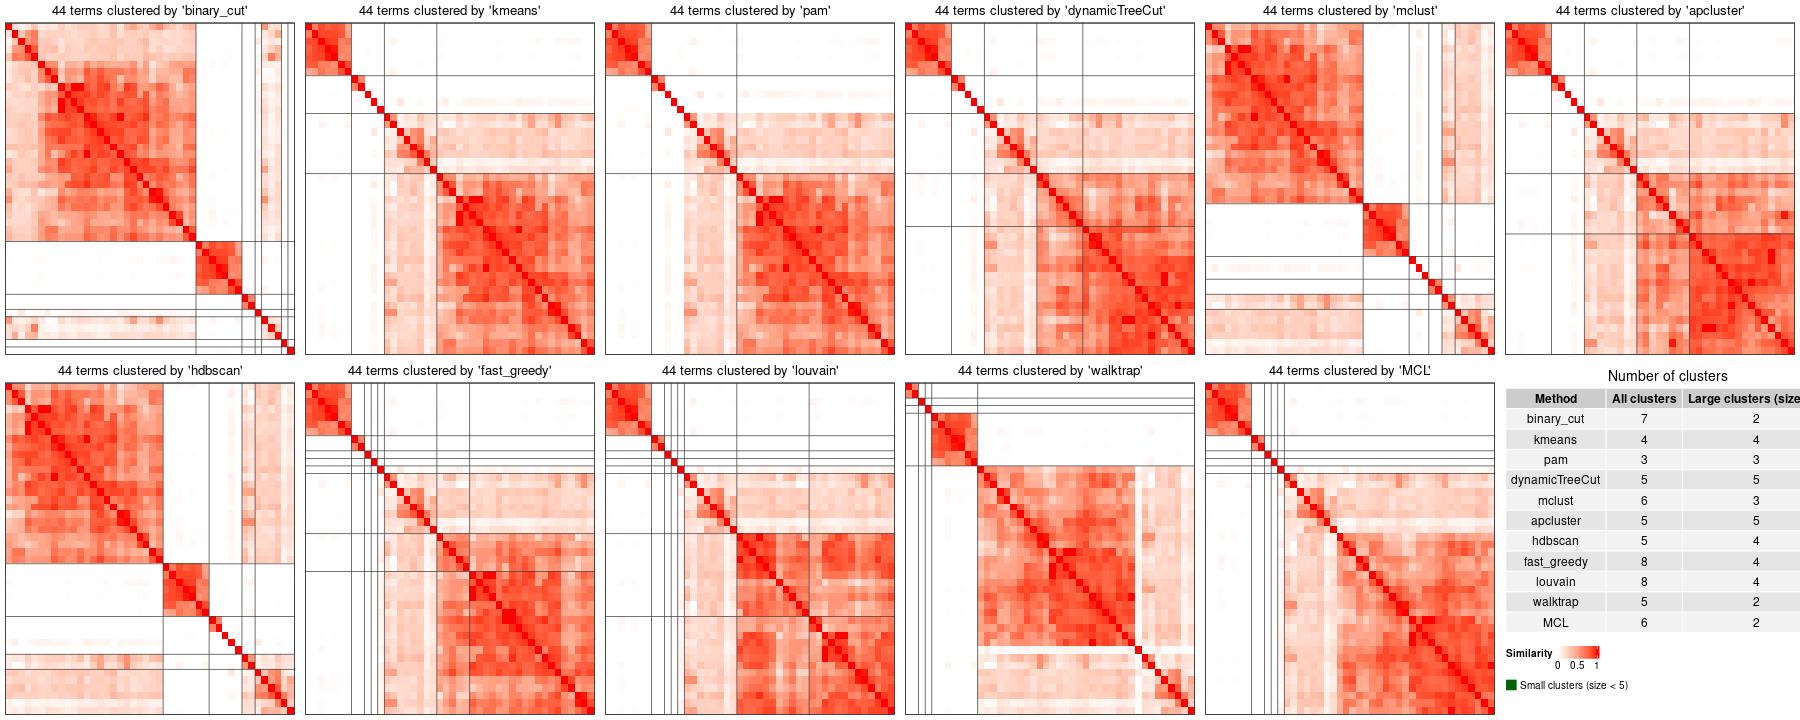 44 terms clustered by 'binary_cut'
44 terms clustered by 'kmeans'
44 terms clustered by 'pam'
44 terms clustered by 'dynamicTreeCut'
44 terms clustered by 'mclust'
44 terms clustered by 'apcluster'
44 terms clustered by 'hdbscan'
44 terms clustered by 'fast_greedy'
44 terms clustered by 'louvain'
44 terms clustered by 'walktrap'
44 terms clustered by 'MCL'
Number of clusters
Method All clusters Large clusters (size
binary_cut 7 2
kmeans 4 4
pam 3 3
dynamicTreeCut 5 5
mclust 6 3
apcluster 5 5
hdbscan 5 4
fast_greedy 8 4
louvain 8 4
walktrap 5 2
MCL 6 2
Similarity
0 0.5 1
Small clusters (size < 5)